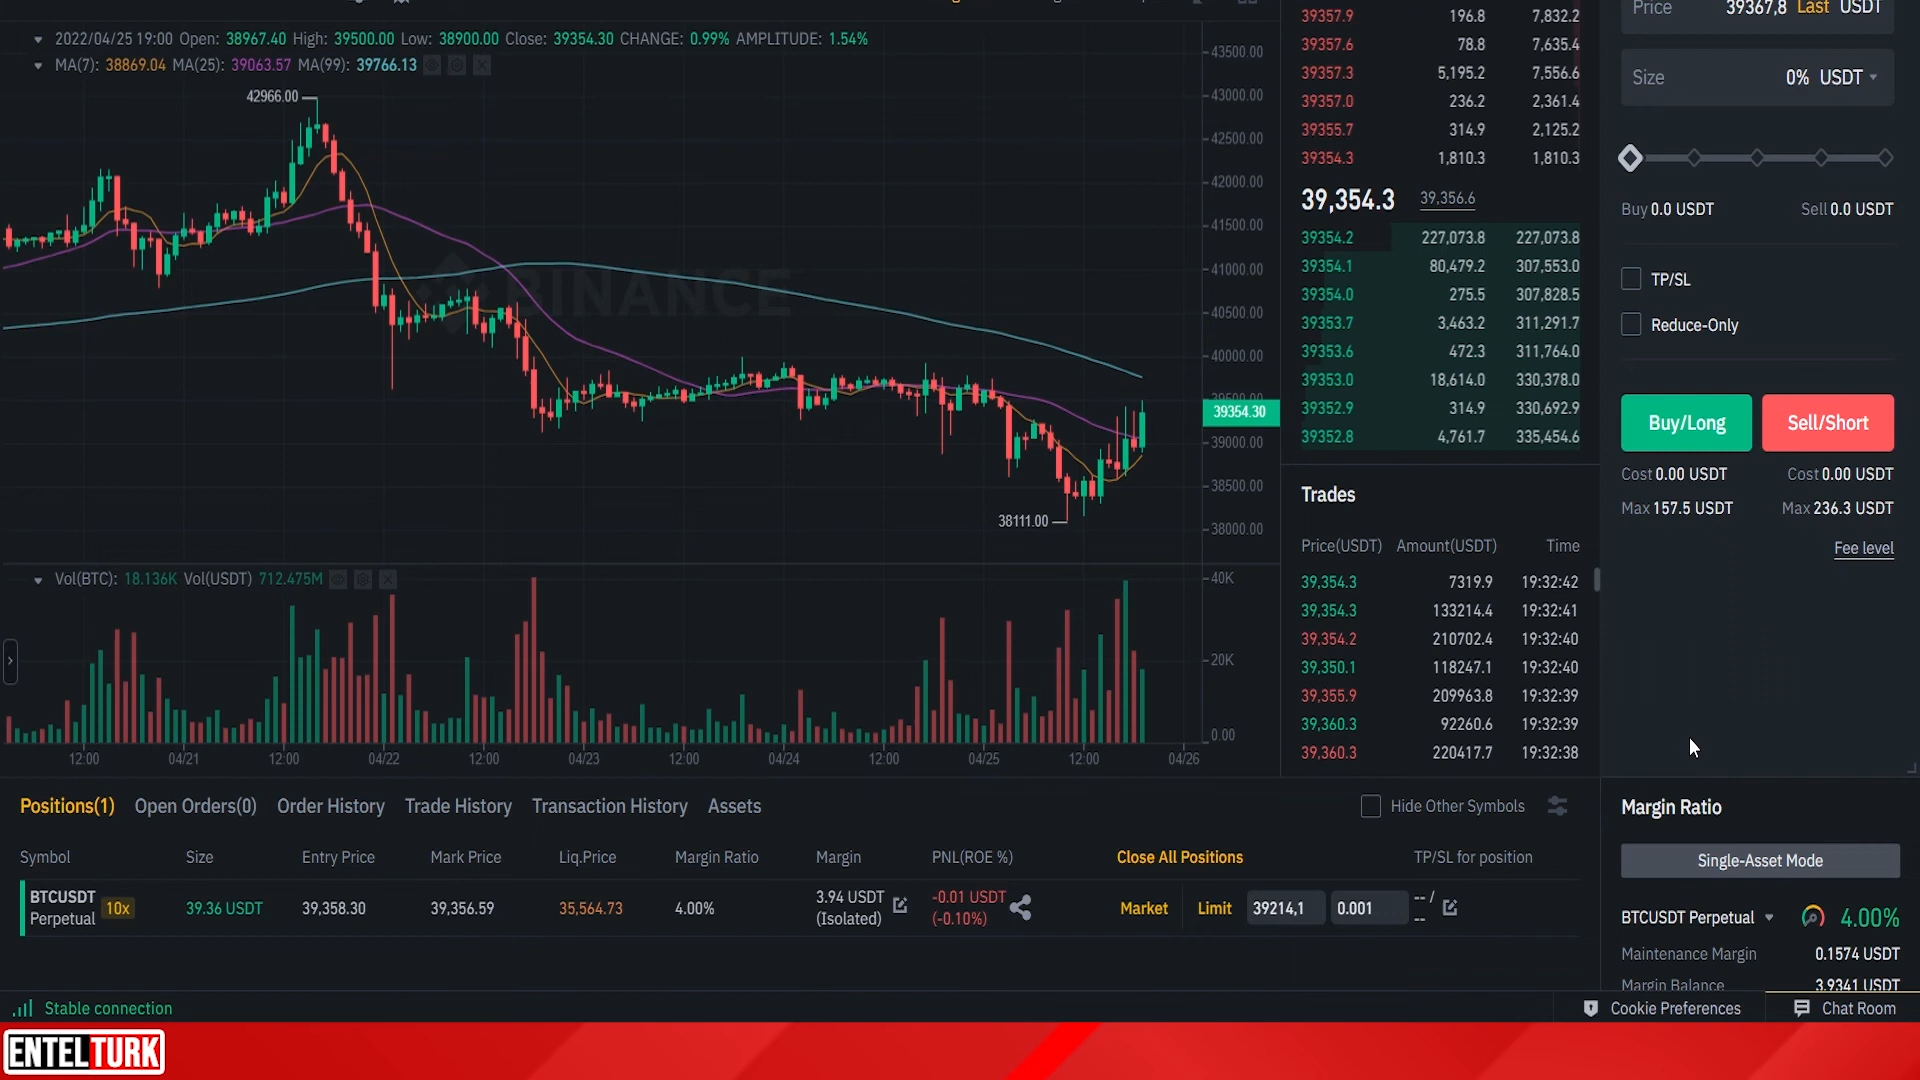 2022/04/25 19:00 Open: 38967.40 High: 39500.00 Low: 38900.00 Close: 39354.30 CHANGE: 0.99% AMPLITUDE: 1.54%
MA(7): 38869.04 MA(25): 39063.57 MA(99): 39766.13
42966.00
38111.00
BINANCE
43500.00
43000.00
42500.00
42000.00
41500.00
41000.00
40500.00
40000.00
39500.00
39354.30
39000.00
38500.00
38000.00
Vol(BTC): 18.136K Vol(USDT) 712.475M
40K
20K
0.00
12:00 04/21 12:00 04/22 12:00 04/23 12:00 04/24 12:00 04/25 12:00 04/26
39357.9 196.8 7,832.2
39357.6 78.8 7,635.4
39357.3 5,195.2 7,556.6
39357.0 236.2 2,361.4
39355.7 314.9 2,125.2
39354.3 1,810.3 1,810.3
39,354.3 39,356.6
39354.2 227,073.8 227,073.8
39354.1 80,479.2 307,553.0
39354.0 275.5 307,828.5
39353.7 3,463.2 311,291.7
39353.6 472.3 311,764.0
39353.0 18,614.0 330,378.0
39352.9 314.9 330,692.9
39352.8 4,761.7 335,454.6
Trades
Price(USDT) Amount(USDT) Time
39,354.3 7319.9 19:32:42
39,354.3 133214.4 19:32:41
39,354.2 210702.4 19:32:40
39,350.1 118247.1 19:32:40
39,355.9 209963.8 19:32:39
39,360.3 92260.6 19:32:39
39,360.3 220417.7 19:32:38
Price 39367,8 Last USDT
Size 0% USDT
Buy 0.0 USDT Sell 0.0 USDT
TP/SL
Reduce-Only
Buy/Long Sell/Short
Cost 0.00 USDT Cost 0.00 USDT
Max 157.5 USDT Max 236.3 USDT
Fee level
Positions(1) Open Orders(0) Order History Trade History Transaction History Assets Hide Other Symbols
Symbol Size Entry Price Mark Price Liq.Price Margin Ratio Margin PNL(ROE %) Close All Positions TP/SL for position
BTCUSDT Perpetual 10x 39.36 USDT 39,358.30 39,356.59 35,564.73 4.00% 3.94 USDT (Isolated) -0.01 USDT (-0.10%) Market Limit 39214,1 0.001 -- / --
Margin Ratio
Single-Asset Mode
BTCUSDT Perpetual 4.00%
Maintenance Margin 0.1574 USDT
Margin Balance 3.9341 USDT
Stable connection Cookie Preferences Chat Room
ENTELTURK